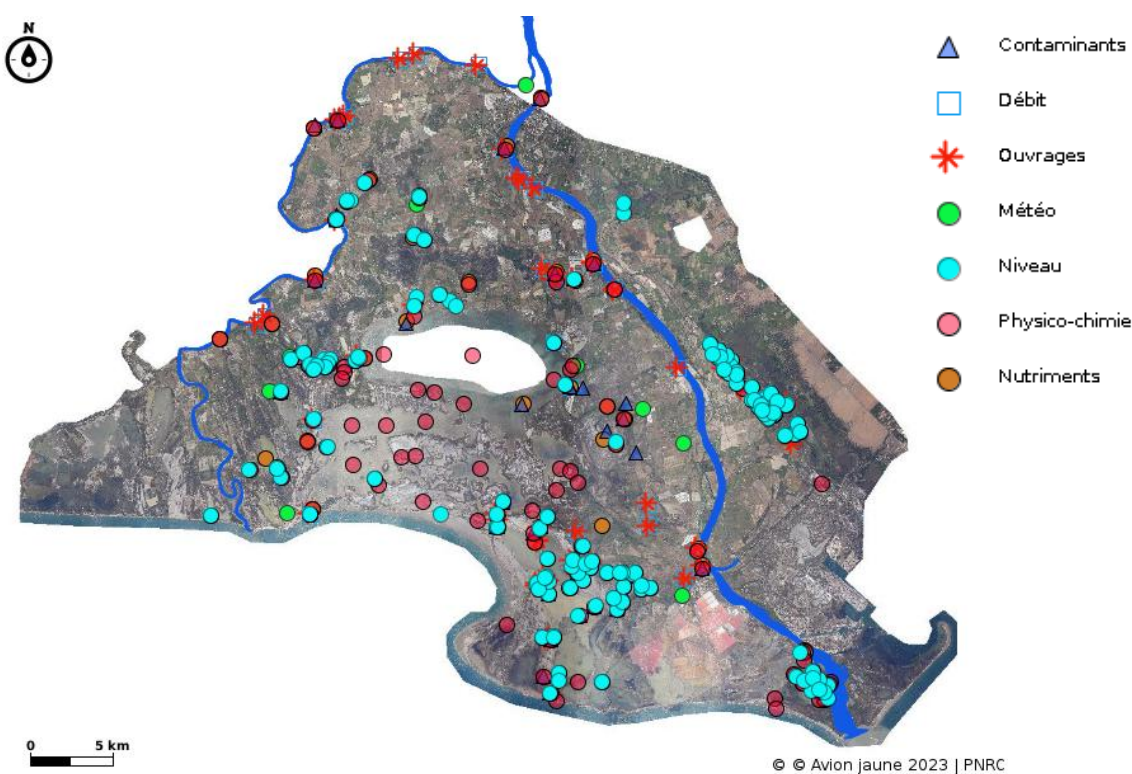 N
Contaminants
Débit
Ouvrages
Météo
Niveau
Physico-chimie
Nutriments
0 5 km
© © Avion jaune 2023 | PNRC